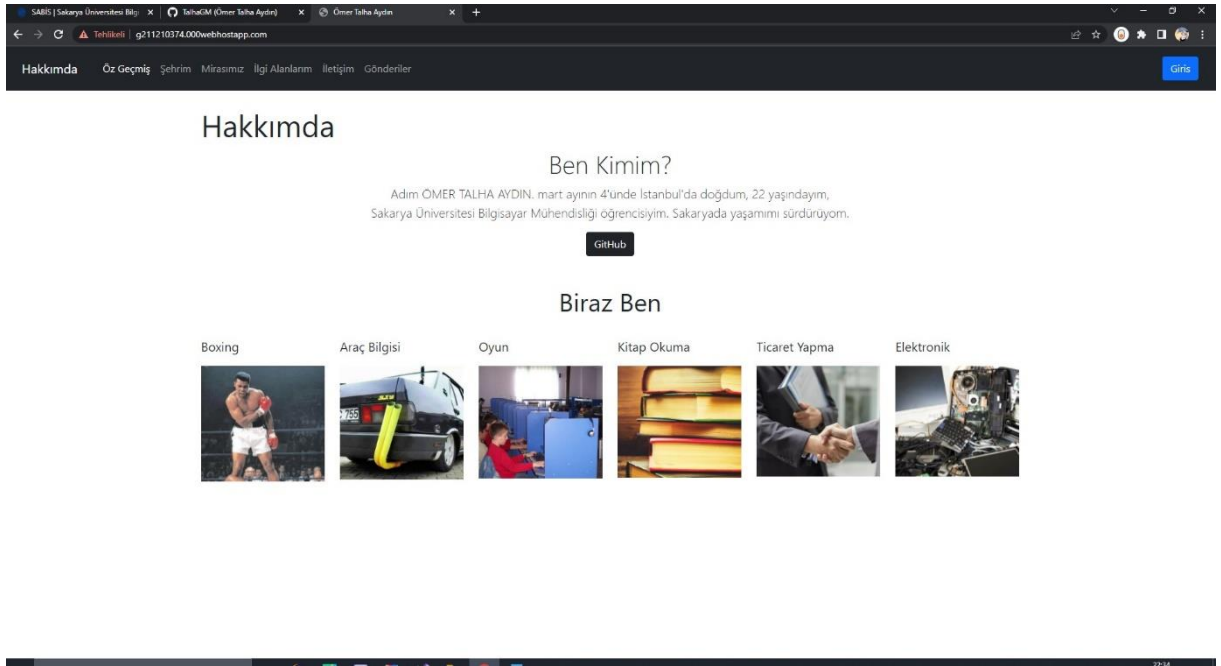 SABİS | Sakarya Üniversitesi Bilgi
TalhaGM (Ömer Talha Aydın)
Ömer Talha Aydın
Tehlikeli | g211210374.000webhostapp.com
Hakkımda Öz Geçmiş Şehrim Mirasımız İlgi Alanlarım İletişim Gönderiler Giris
Hakkımda
Ben Kimim?
Adım ÖMER TALHA AYDIN. mart ayının 4'ünde İstanbul'da doğdum, 22 yaşındayım,
Sakarya Üniversitesi Bilgisayar Mühendisliği öğrencisiyim. Sakaryada yaşamımı sürdürüyom.
GitHub
Biraz Ben
Boxing Araç Bilgisi Oyun Kitap Okuma Ticaret Yapma Elektronik
22:34